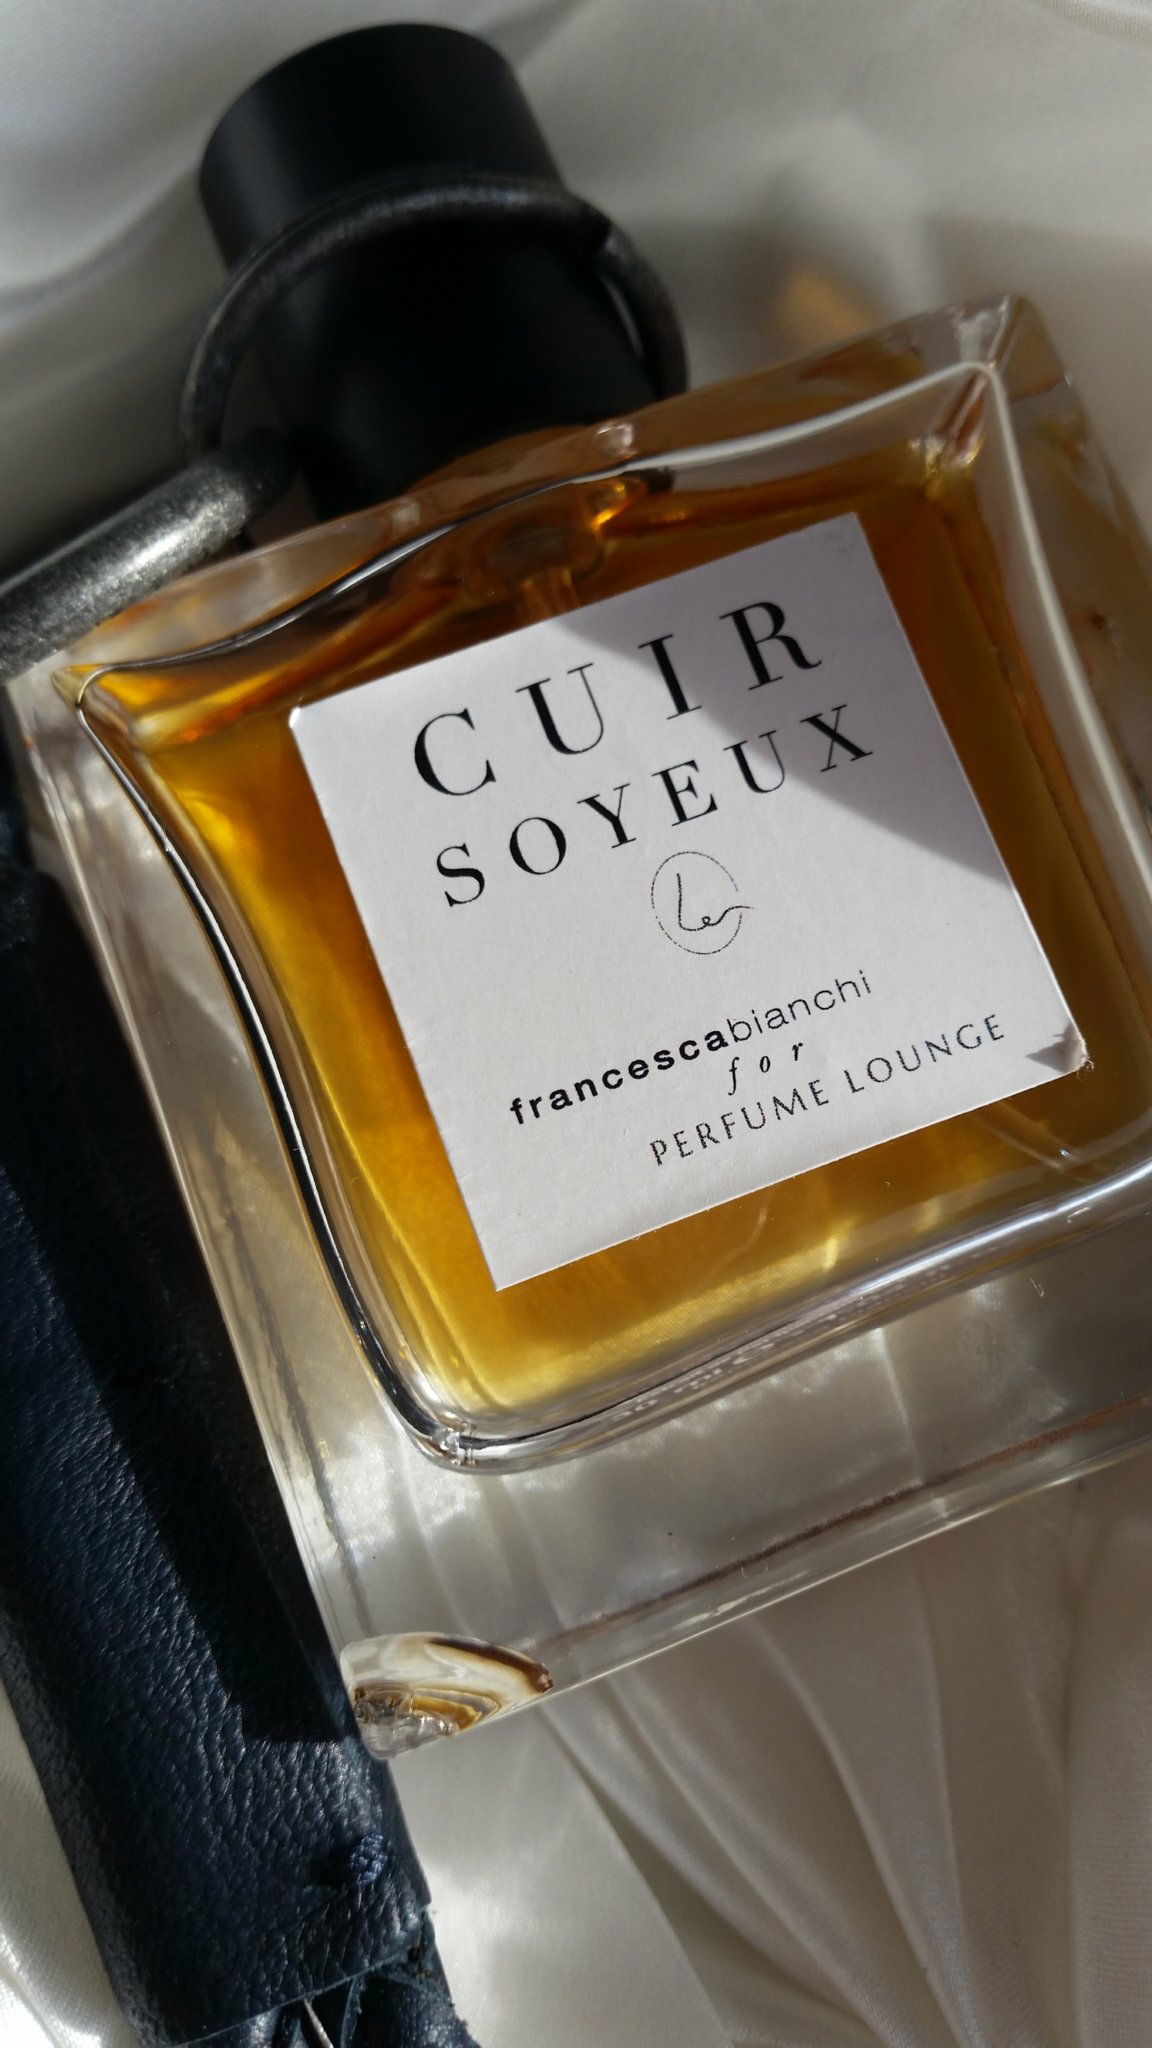 CUIR
SOYEUX
francescabianchi
for
PERFUME LOUNGE